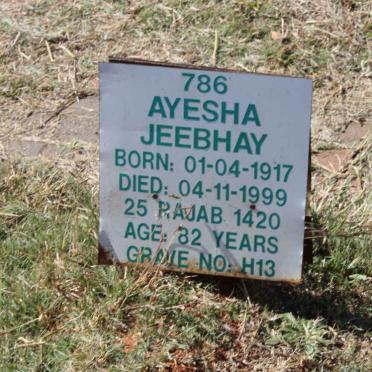 786
AYESHA
JEEBHAY
BORN: 01-04-1917
DIED: 04-11-1999
25 RAJAB 1420
AGE: 82 YEARS
GRAVE NO: H13